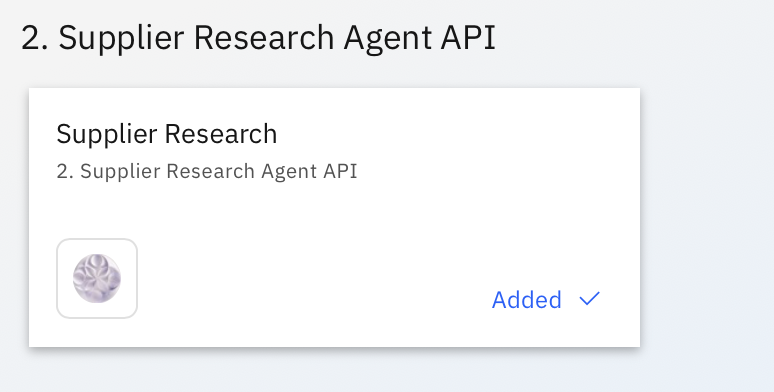 2. Supplier Research Agent API
Supplier Research
2. Supplier Research Agent API
Added